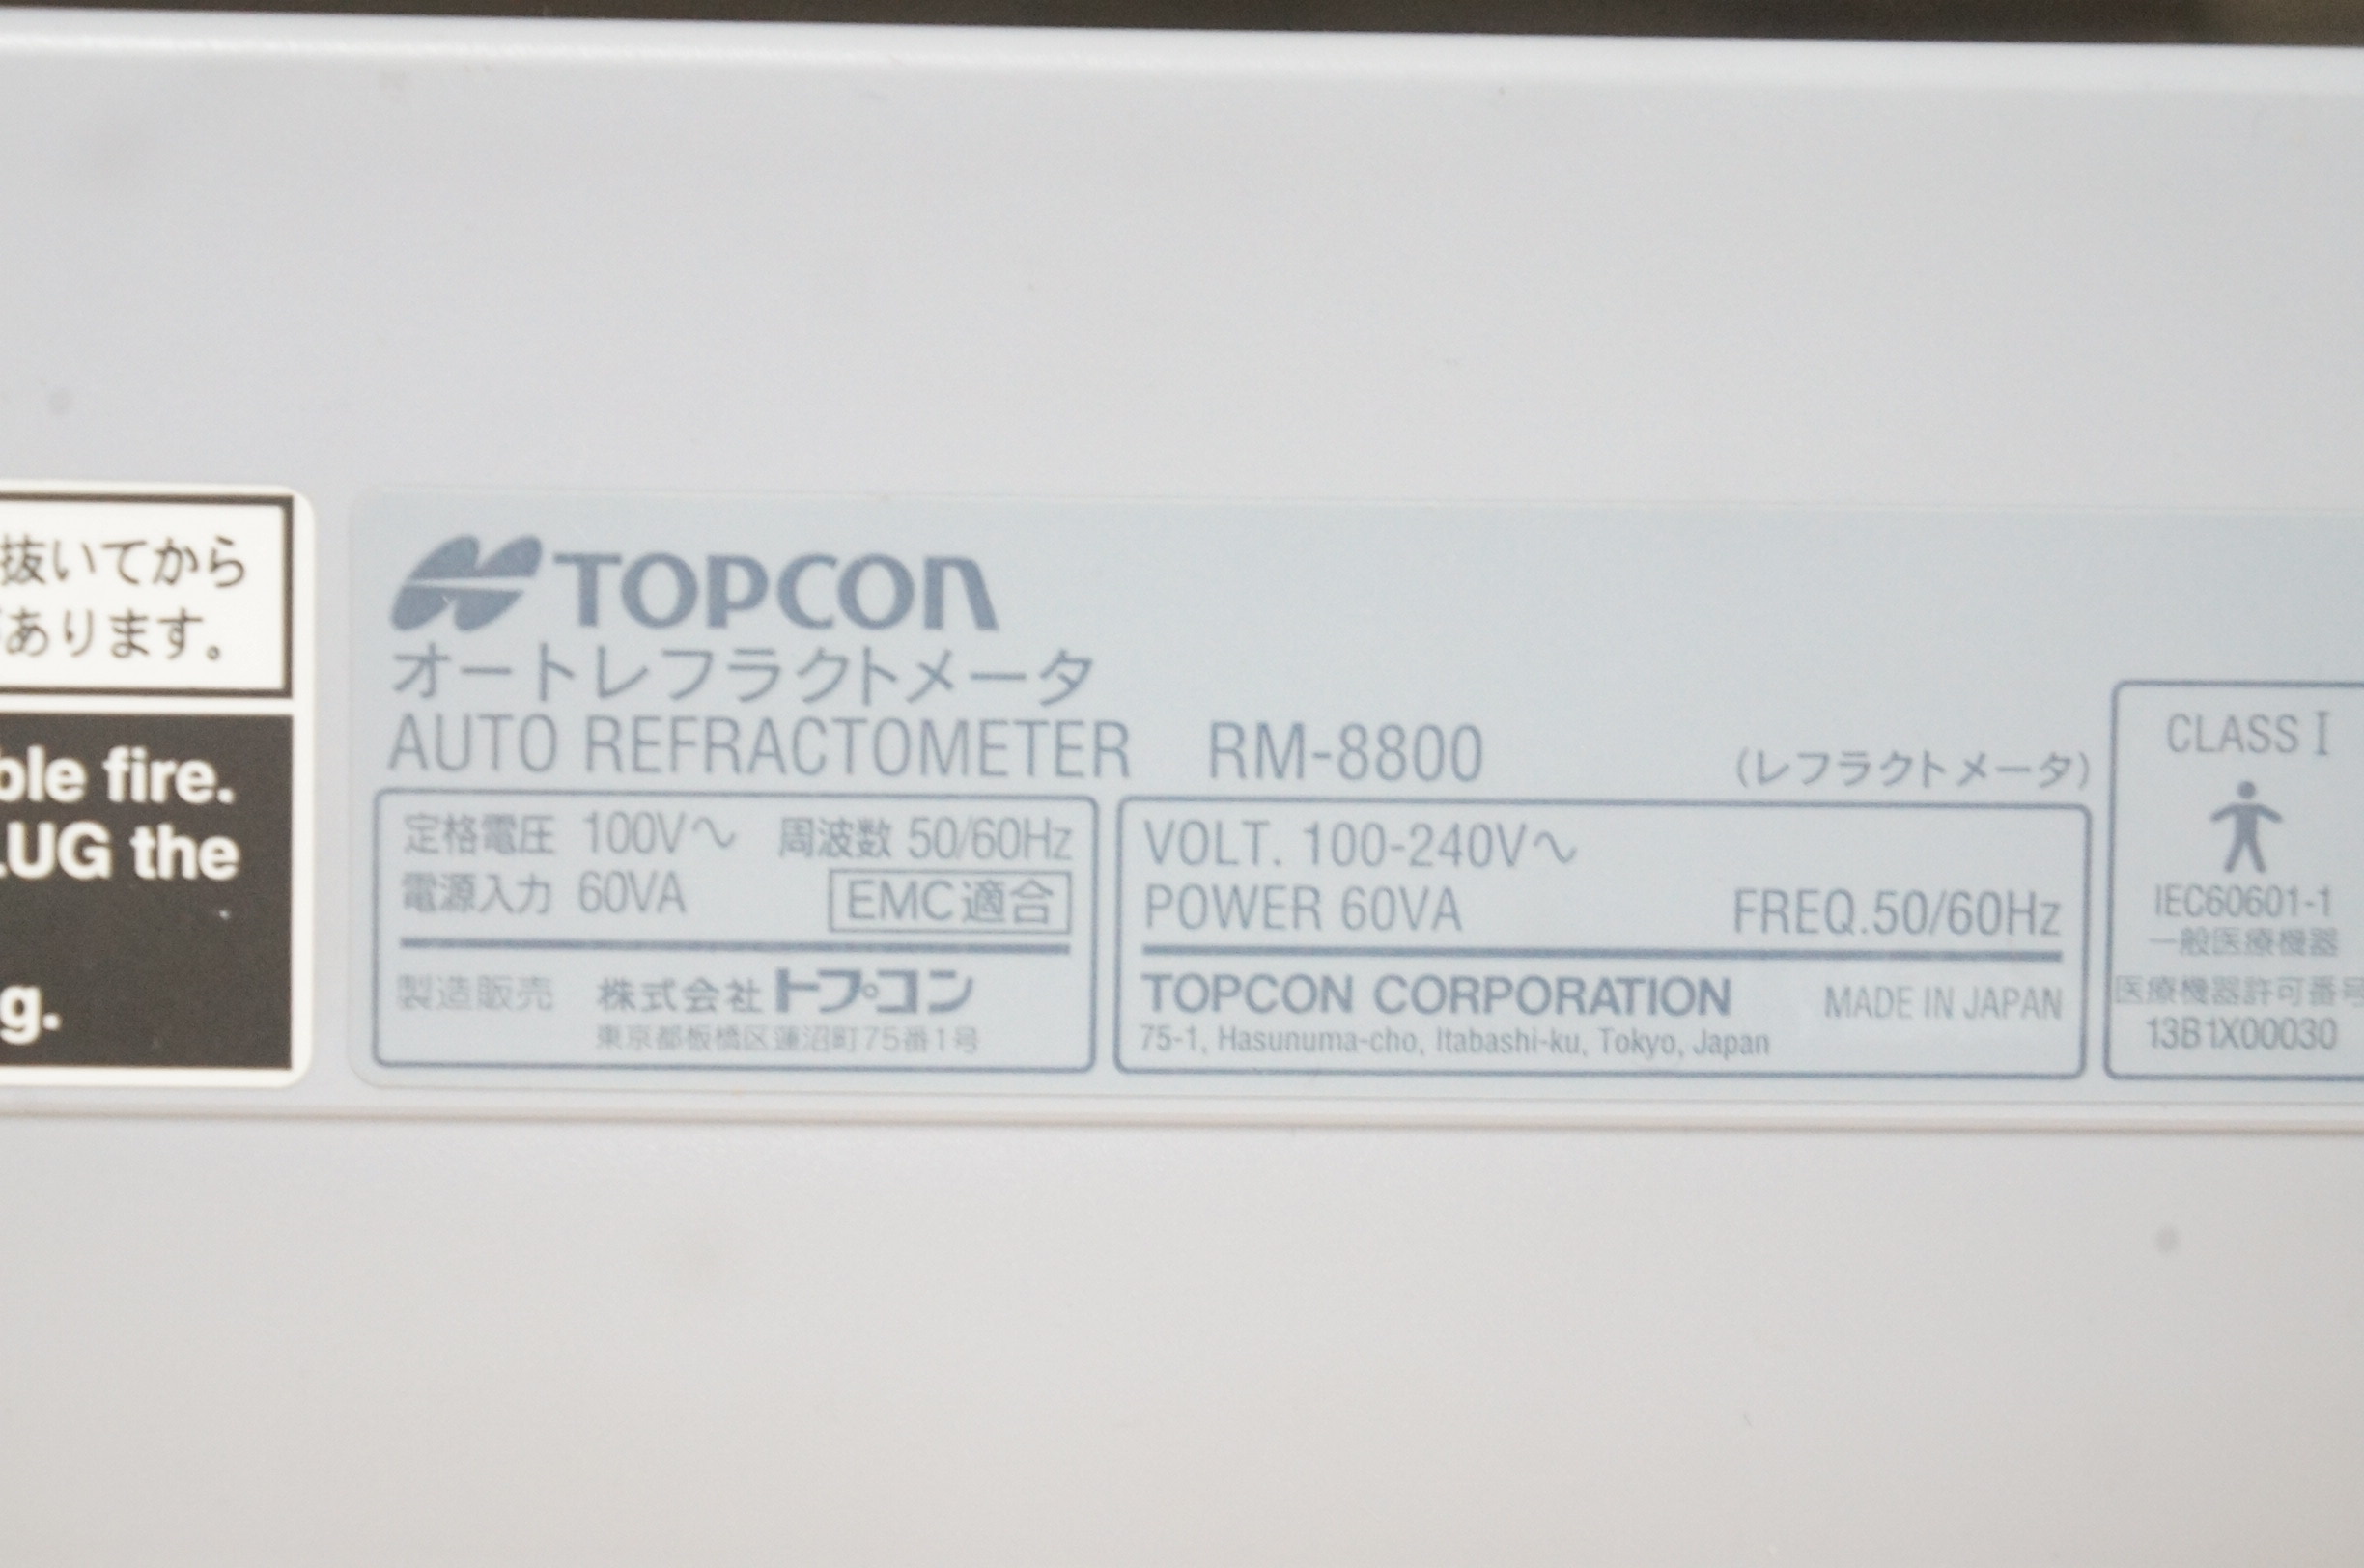 抜いてから
があります。
ble fire.
LUG the
g.
TOPCON
オートレフラクトメータ
AUTO REFRACTOMETER RM-8800 (レフラクトメータ)
定格電圧 100V〜 周波数 50/60Hz
電源入力 60VA EMC適合
製造販売 株式会社トプコン
東京都板橋区蓮沼町75番1号
VOLT. 100-240V〜
POWER 60VA FREQ.50/60Hz
TOPCON CORPORATION MADE IN JAPAN
75-1, Hasunuma-cho, Itabashi-ku, Tokyo, Japan
CLASS I
IEC60601-1
一般医療機器
医療機器許可番号
13B1X00030